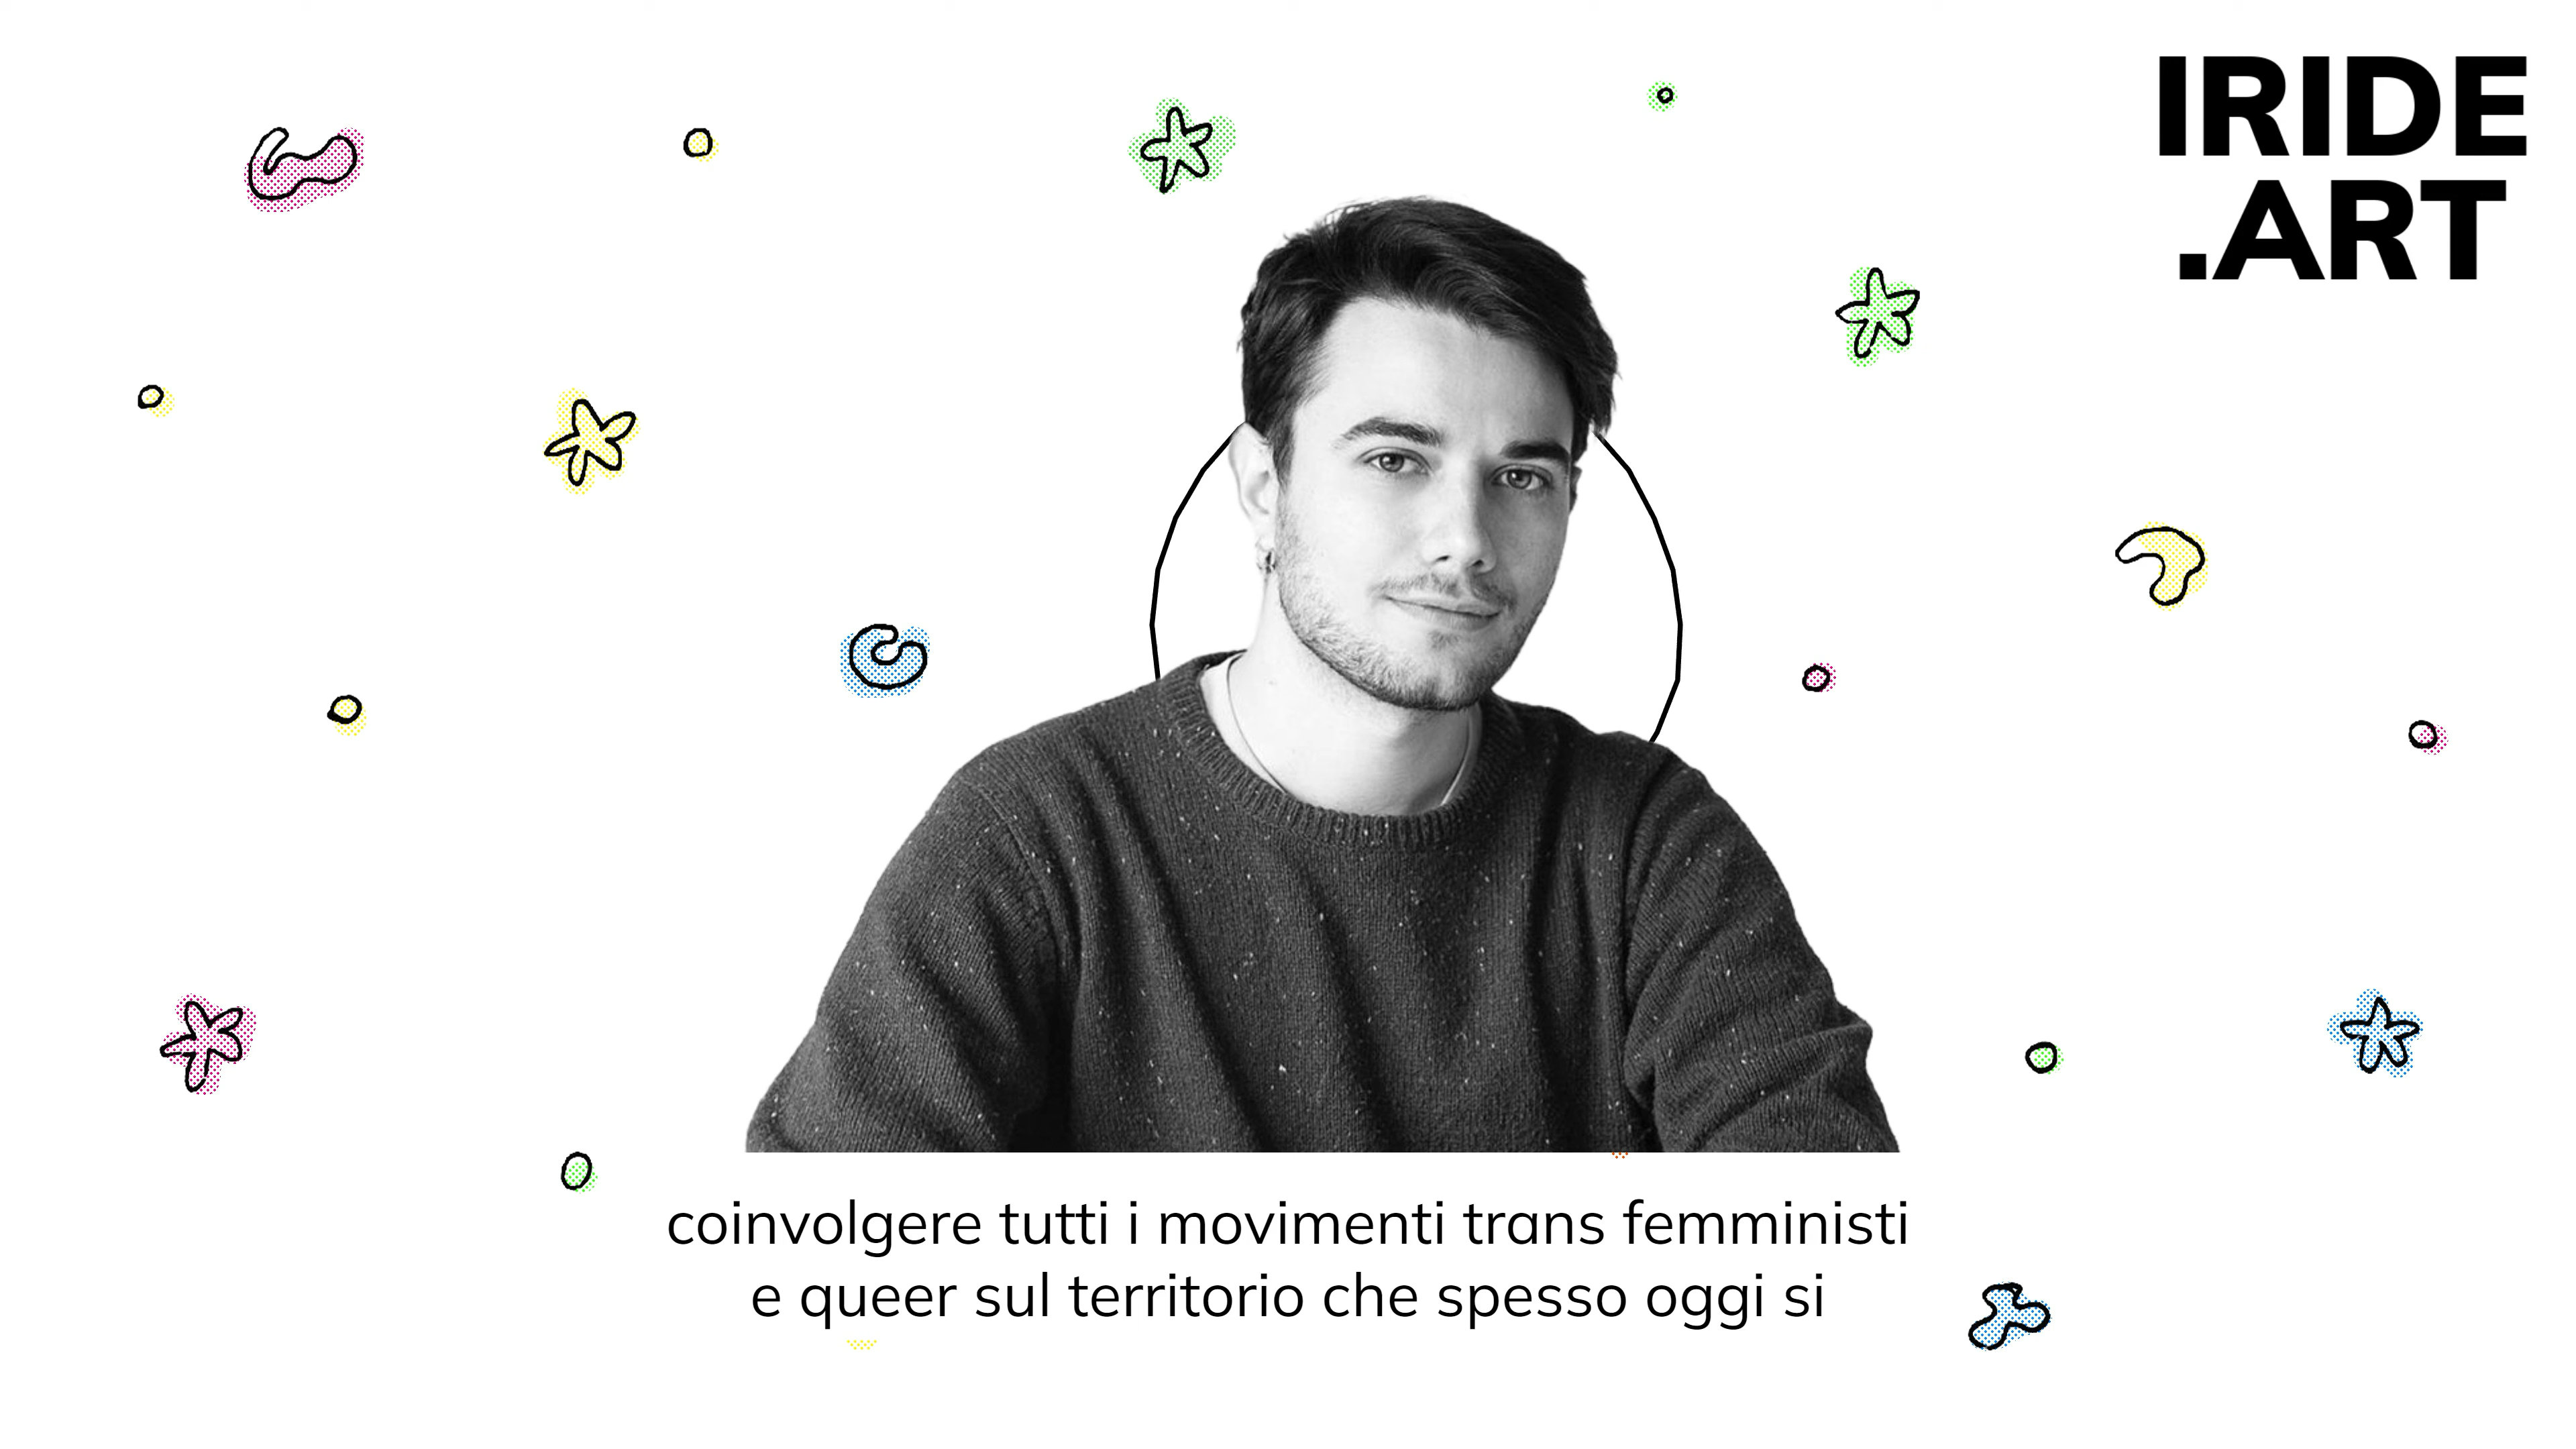 IRIDE
.ART
coinvolgere tutti i movimenti trans femministi
e queer sul territorio che spesso oggi si